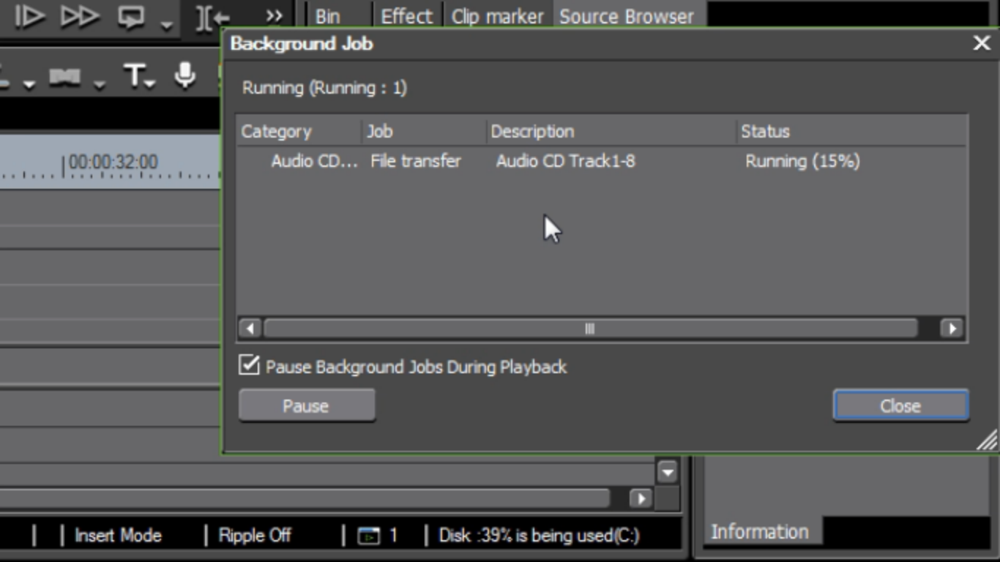 Bin Effect Clip marker Source Browser
Background Job
Running (Running : 1)
Category Job Description Status
Audio CD... File transfer Audio CD Track1-8 Running (15%)
00:00:32:00
Pause Background Jobs During Playback
Pause Close
Insert Mode Ripple Off 1 Disk :39% is being used(C:)
Information